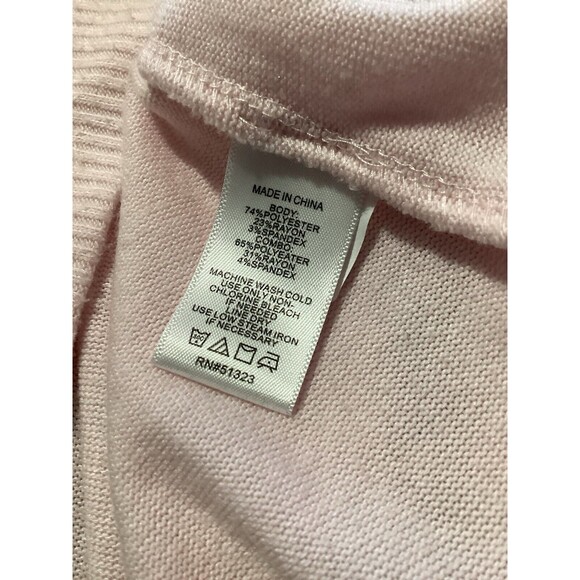 MADE IN CHINA
BODY:
74%POLYESTER
23%RAYON
3%SPANDEX
COMBO:
65%POLYEATER
31%RAYON
4%SPANDEX
MACHINE WASH COLD
USE ONLY NON-
CHLORINE BLEACH
IF NEEDED
LINE DRY
USE LOW STEAM IRON
IF NECESSARY
RN#51323